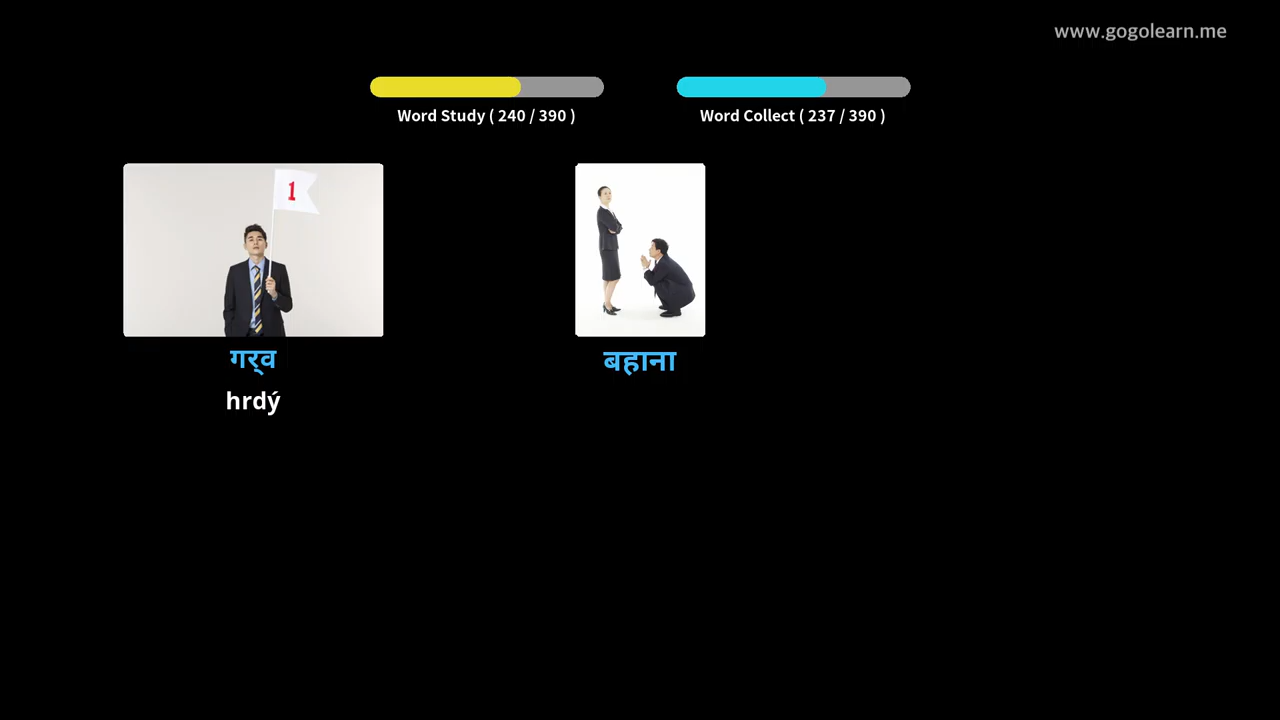 www.gogolearn.me
Word Study ( 240 / 390 )
Word Collect ( 237 / 390 )
1
गर्‍व
hrdý
बहाना